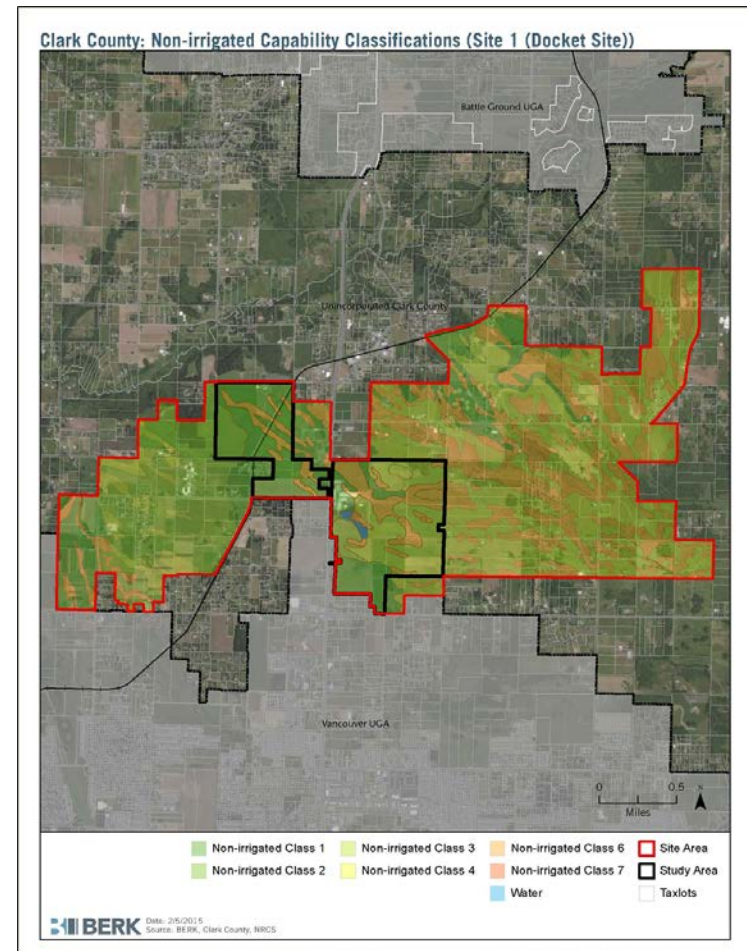 Clark County: Non-irrigated Capability Classifications (Site 1 (Docket Site))
Battle Ground UGA
Unincorporated Clark County
Vancouver UGA
0 0.5
Miles
N
Non-irrigated Class 1
Non-irrigated Class 3
Non-irrigated Class 6
Site Area
Non-irrigated Class 2
Non-irrigated Class 4
Non-irrigated Class 7
Study Area
Water
Taxlots
BERK
Date: 2/5/2015
Source: BERK, Clark County, NRCS